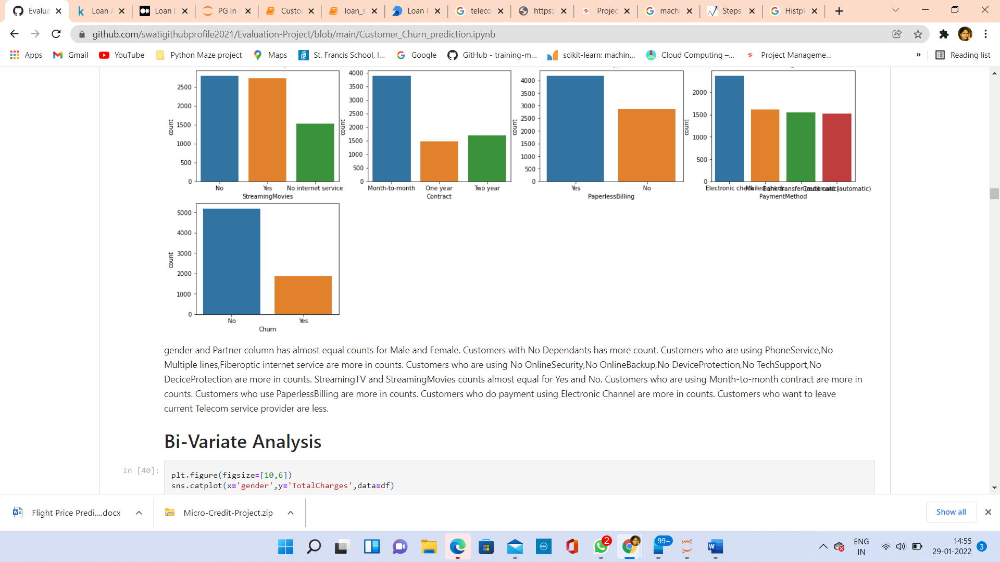 Evalua
Loan A
Loan D
PG In
Custo
loan_s
Loan P
teleco
https:/
Projec
machi
Steps
Histpl
github.com/swatigithubprofile2021/Evaluation-Project/blob/main/Customer_Churn_prediction.ipynb
Apps
Gmail
YouTube
Python Maze project
Maps
St. Francis School, I...
Google
GitHub - training-m...
scikit-learn: machin...
Cloud Computing –...
Project Manageme...
»
Reading list
2500
2000
1500
1000
500
0
count
No Yes No internet service
StreamingMovies
4000
3500
3000
2500
2000
1500
1000
500
0
count
Month-to-month One year Two year
Contract
4000
3500
3000
2500
2000
1500
1000
500
0
count
Yes No
PaperlessBilling
2000
1500
1000
500
0
count
Electronic check Mailed check Bank transfer (automatic) Credit card (automatic)
PaymentMethod
5000
4000
3000
2000
1000
0
count
No Yes
Churn
gender and Partner column has almost equal counts for Male and Female. Customers with No Dependants has more count. Customers who are using PhoneService,No
Multiple lines,Fiberoptic internet service are more in counts. Customers who are using No OnlineSecurity,No OnlineBackup,No DeviceProtection,No TechSupport,No
DeciceProtection are more in counts. StreamingTV and StreamingMovies counts almost equal for Yes and No. Customers who are using Month-to-month contract are more in
counts. Customers who use PaperlessBilling are more in counts. Customers who do payment using Electronic Channel are more in counts. Customers who want to leave
current Telecom service provider are less.
Bi-Variate Analysis
In [40]:
plt.figure(figsize=[10,6])
sns.catplot(x='gender',y='TotalCharges',data=df)
Flight Price Predi....docx
Micro-Credit-Project.zip
Show all
2
99+
ENG
IN
14:55
29-01-2022
3